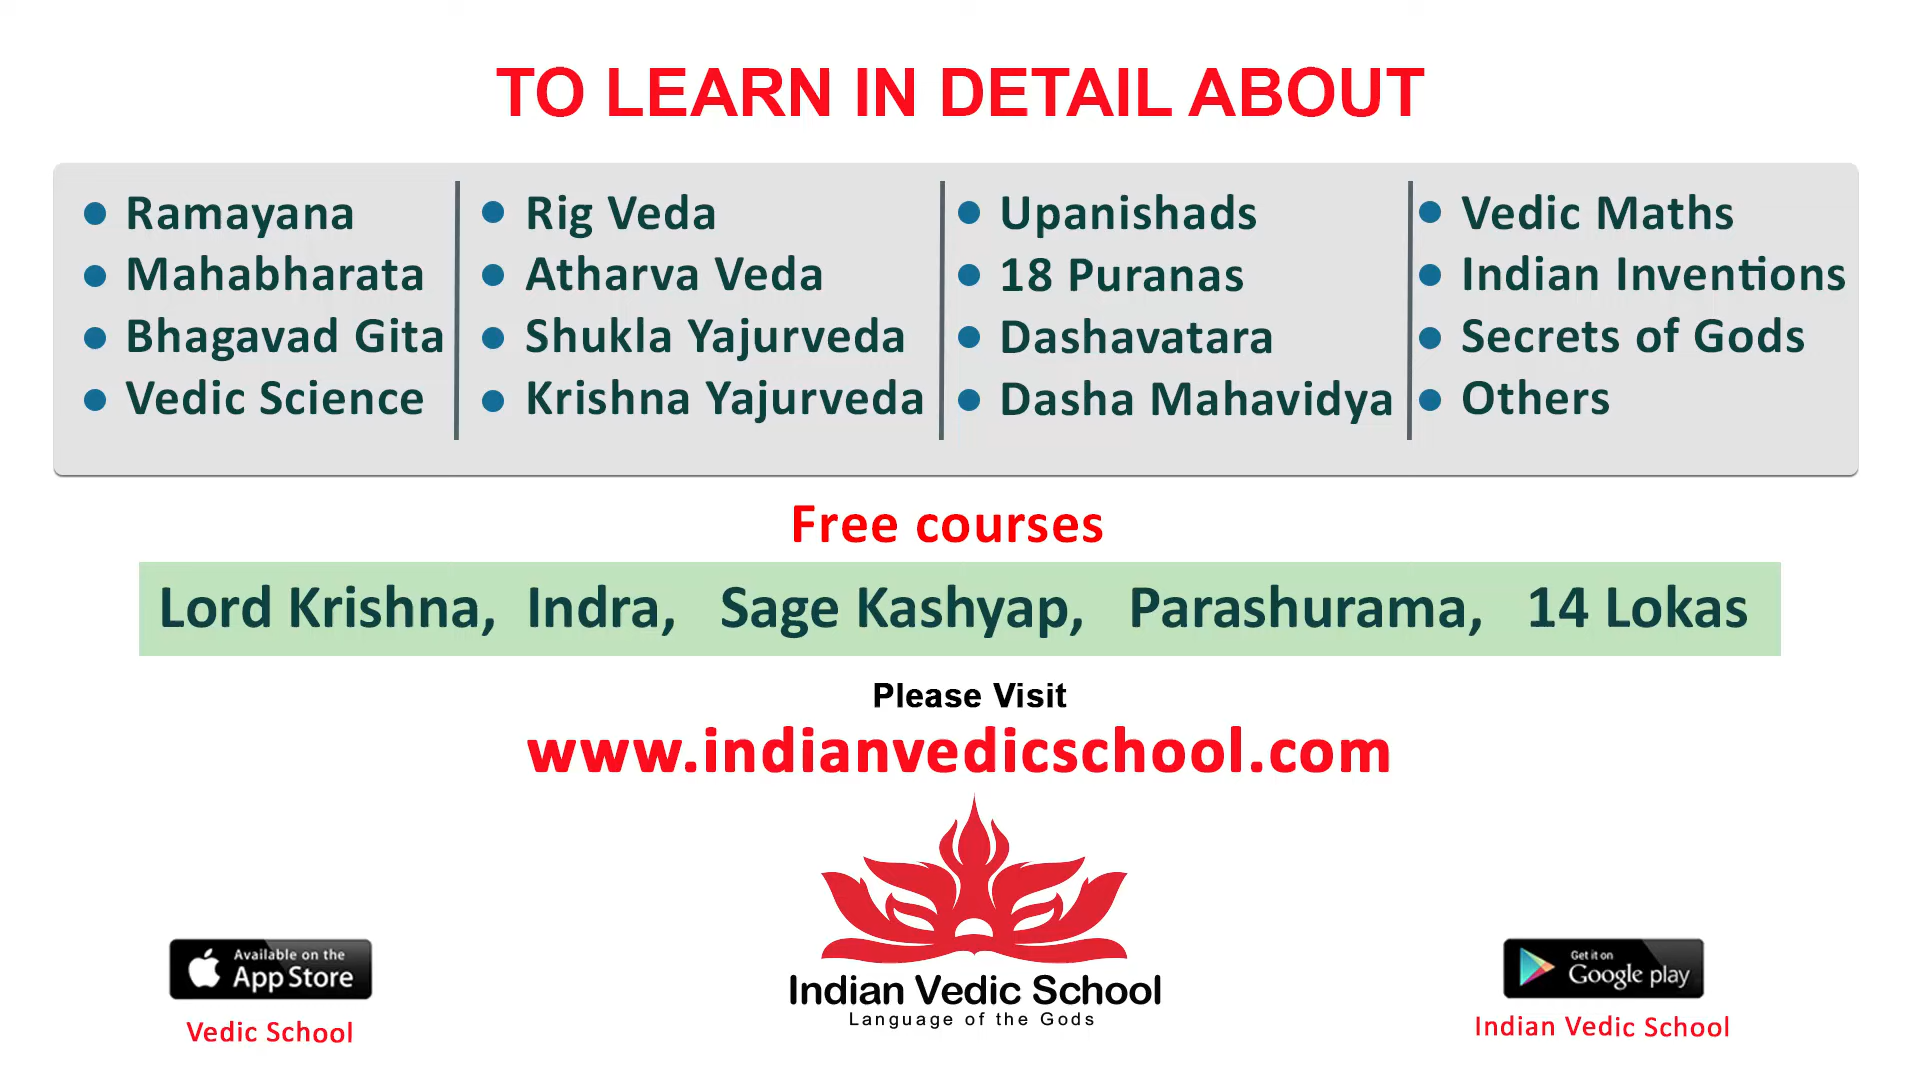 TO LEARN IN DETAIL ABOUT
Ramayana
Mahabharata
Bhagavad Gita
Vedic Science
Rig Veda
Atharva Veda
Shukla Yajurveda
Krishna Yajurveda
Upanishads
18 Puranas
Dashavatara
Dasha Mahavidya
Vedic Maths
Indian Inventions
Secrets of Gods
Others
Free courses
Lord Krishna, Indra, Sage Kashyap, Parashurama, 14 Lokas
Please Visit
www.indianvedicschool.com
Indian Vedic School
Language of the Gods
Available on the
App Store
Vedic School
Get it on
Google play
Indian Vedic School